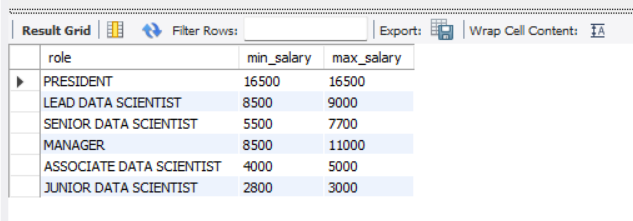 Result Grid Filter Rows: Export: Wrap Cell Content: IA
role min_salary max_salary
PRESIDENT 16500 16500
LEAD DATA SCIENTIST 8500 9000
SENIOR DATA SCIENTIST 5500 7700
MANAGER 8500 11000
ASSOCIATE DATA SCIENTIST 4000 5000
JUNIOR DATA SCIENTIST 2800 3000